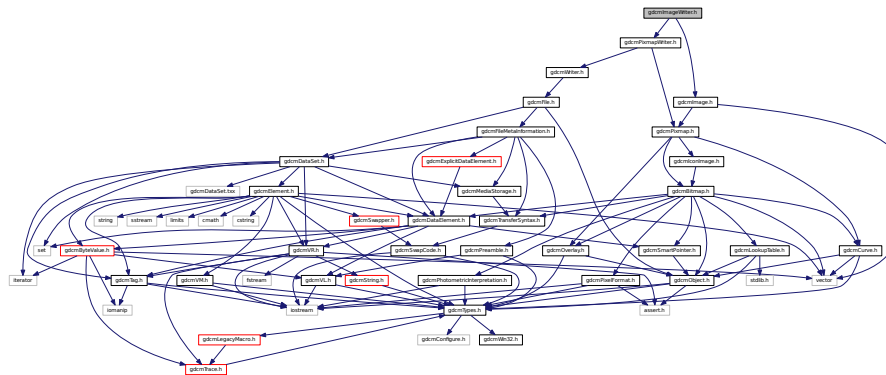 gdcmImageWriter.h
gdcmPixmapWriter.h
gdcmWriter.h
gdcmFile.h
gdcmImage.h
gdcmFileMetaInformation.h
gdcmPixmap.h
gdcmDataSet.h
gdcmExplicitDataElement.h
gdcmIconImage.h
gdcmDataSet.txx
gdcmElement.h
gdcmMediaStorage.h
gdcmBitmap.h
string
sstream
limits
cmath
cstring
gdcmSwapper.h
gdcmDataElement.h
gdcmTransferSyntax.h
set
gdcmByteValue.h
gdcmVR.h
gdcmSwapCode.h
gdcmPreamble.h
gdcmOverlay.h
gdcmSmartPointer.h
gdcmLookupTable.h
gdcmCurve.h
iterator
gdcmTag.h
gdcmVM.h
fstream
gdcmVL.h
gdcmString.h
gdcmPhotometricInterpretation.h
gdcmPixelFormat.h
gdcmObject.h
stdlib.h
vector
iomanip
iostream
gdcmTypes.h
assert.h
gdcmLegacyMacro.h
gdcmConfigure.h
gdcmWin32.h
gdcmTrace.h